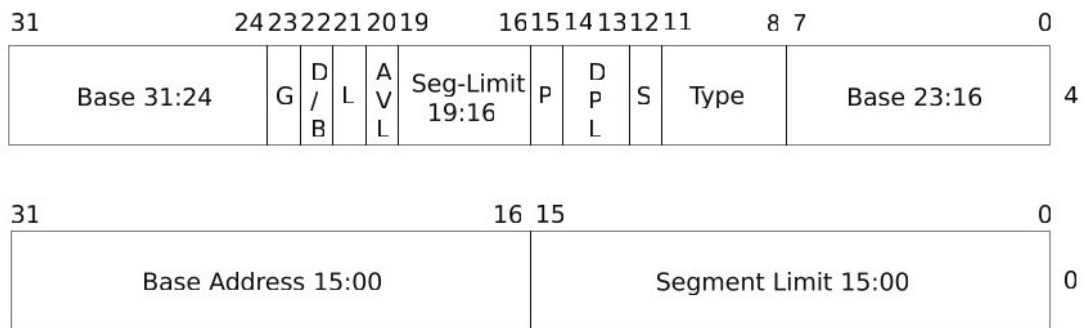 31 24 23 22 21 20 19 16 15 14 13 12 11 8 7 0
Base 31:24 G D/B L AVL Seg-Limit 19:16 P DPL S Type Base 23:16 4
31 16 15 0
Base Address 15:00 Segment Limit 15:00 0